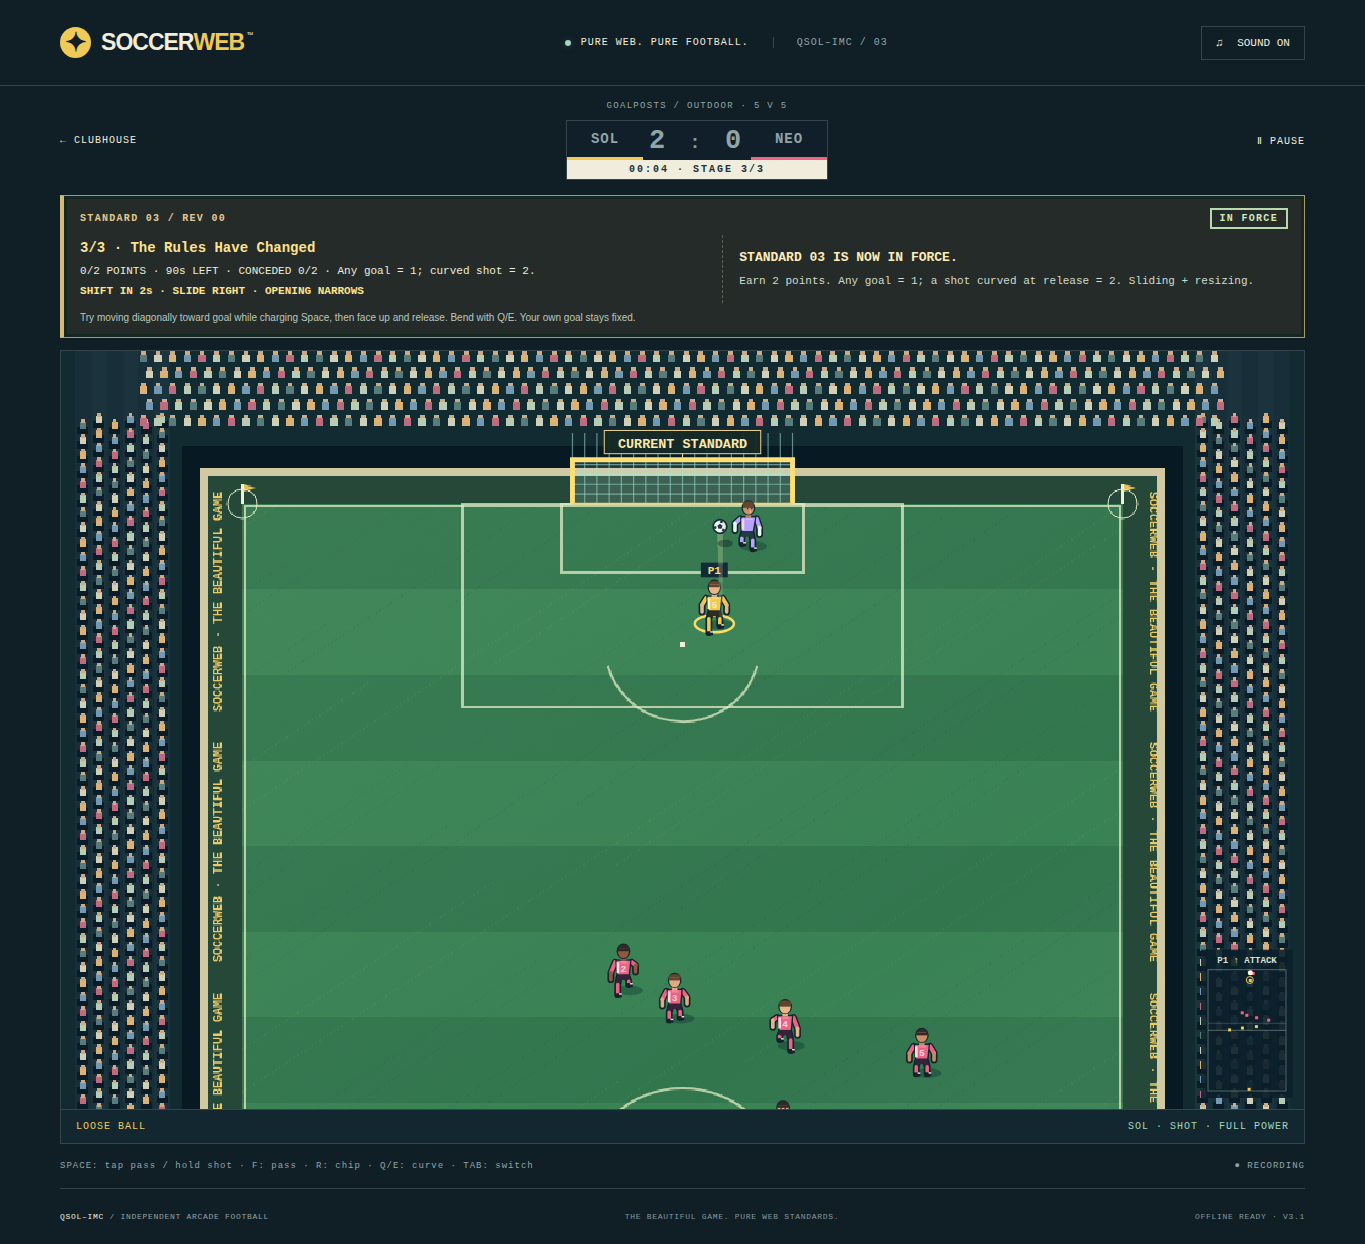 SOCCERWEB™
PURE WEB. PURE FOOTBALL.
QSOL-IMC / 03
♫ SOUND ON
GOALPOSTS / OUTDOOR · 5 V 5
← CLUBHOUSE
SOL 2 : 0 NEO
00:04 · STAGE 3/3
Ⅱ PAUSE
STANDARD 03 / REV 00
IN FORCE
3/3 · The Rules Have Changed
0/2 POINTS · 90s LEFT · CONCEDED 0/2 · Any goal = 1; curved shot = 2.
SHIFT IN 2s · SLIDE RIGHT · OPENING NARROWS
STANDARD 03 IS NOW IN FORCE.
Earn 2 points. Any goal = 1; a shot curved at release = 2. Sliding + resizing.
Try moving diagonally toward goal while charging Space, then face up and release. Bend with Q/E. Your own goal stays fixed.
CURRENT STANDARD
SOCCERWEB · THE BEAUTIFUL GAME
SOCCERWEB · THE BEAUTIFUL GAME
E BEAUTIFUL GAME
SOCCERWEB · THE BEAUTIFUL GAME
SOCCERWEB · THE BEAUTIFUL GAME
SOCCERWEB · THE
P1
2
3
4
5
P1 ↑ ATTACK
LOOSE BALL
SOL · SHOT · FULL POWER
SPACE: tap pass / hold shot · F: pass · R: chip · Q/E: curve · TAB: switch
● RECORDING
QSOL-IMC / INDEPENDENT ARCADE FOOTBALL
THE BEAUTIFUL GAME. PURE WEB STANDARDS.
OFFLINE READY · V3.1